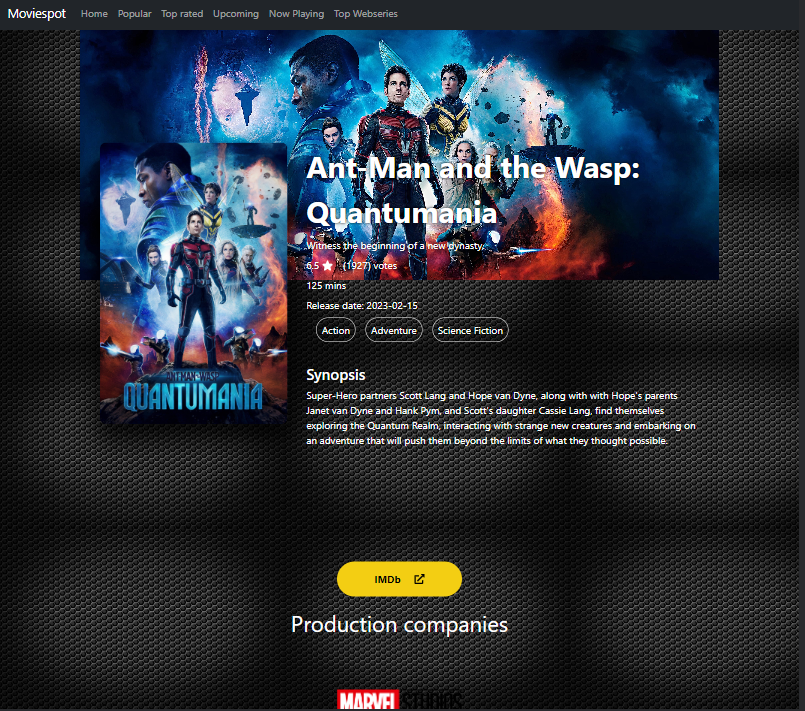 Moviespot Home Popular Top rated Upcoming Now Playing Top Webseries
Ant-Man and the Wasp:
Quantumania
Witness the beginning of a new dynasty.
6.5 (1927) votes
125 mins
Release date: 2023-02-15
Action Adventure Science Fiction
ANT-MAN AND THE WASP
QUANTUMANIA
Synopsis
Super-Hero partners Scott Lang and Hope van Dyne, along with with Hope's parents
Janet van Dyne and Hank Pym, and Scott's daughter Cassie Lang, find themselves
exploring the Quantum Realm, interacting with strange new creatures and embarking on
an adventure that will push them beyond the limits of what they thought possible.
IMDb
Production companies
MARVEL STUDIOS